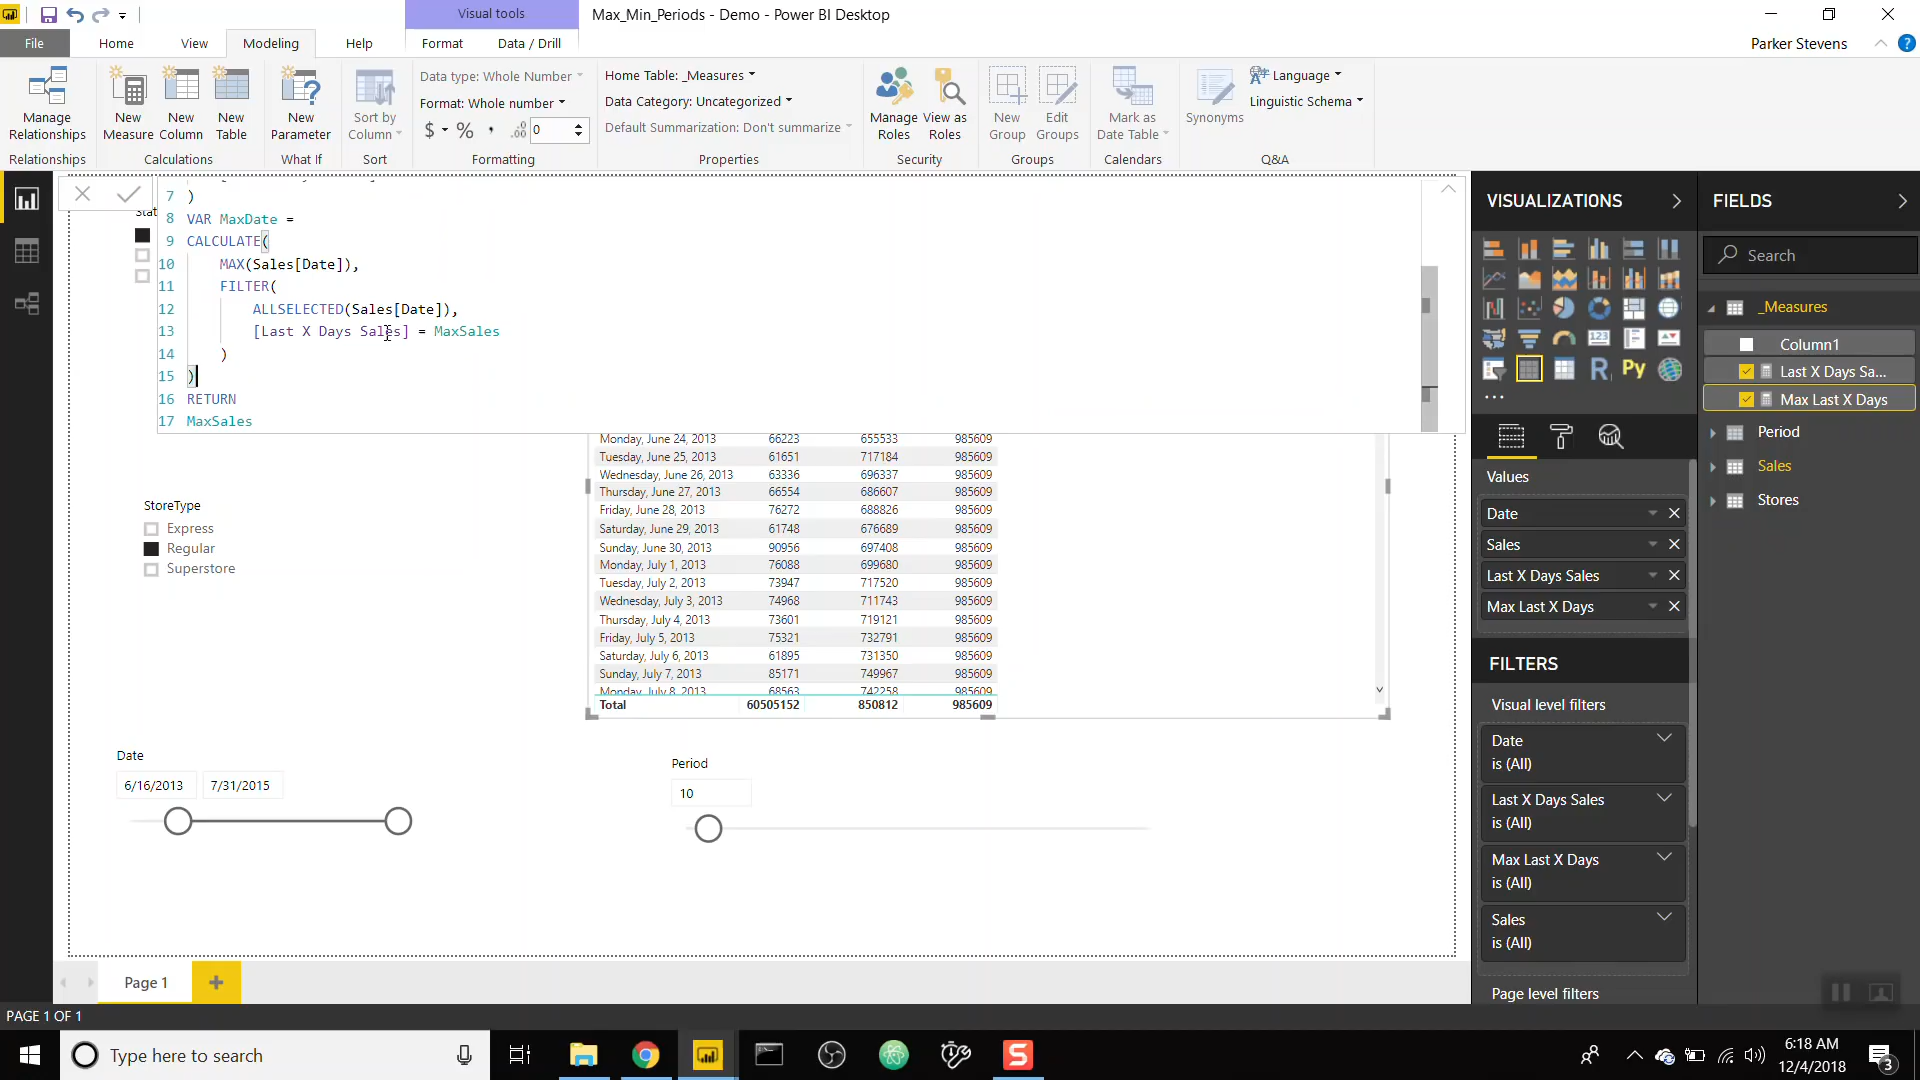 Visual tools
Max_Min_Periods - Demo - Power BI Desktop
File
Home
View
Modeling
Help
Format
Data / Drill
Parker Stevens
Manage Relationships
Relationships
New Measure
New Column
New Table
Calculations
New Parameter
What If
Sort by Column
Sort
Data type: Whole Number
Format: Whole number
$ % , .00 0
Formatting
Home Table: _Measures
Data Category: Uncategorized
Default Summarization: Don't summarize
Properties
Manage Roles
View as Roles
Security
New Group
Edit Groups
Groups
Mark as Date Table
Calendars
Synonyms
Language
Linguistic Schema
Q&A
7 )
8 VAR MaxDate =
9 CALCULATE(
10 MAX(Sales[Date]),
11 FILTER(
12 ALLSELECTED(Sales[Date]),
13 [Last X Days Sales] = MaxSales
14 )
15 )
16 RETURN
17 MaxSales
Monday, June 24, 2013 66223 655533 985609
Tuesday, June 25, 2013 61651 717184 985609
Wednesday, June 26, 2013 63336 696337 985609
Thursday, June 27, 2013 66554 686607 985609
Friday, June 28, 2013 76272 688826 985609
Saturday, June 29, 2013 61748 676689 985609
Sunday, June 30, 2013 90956 697408 985609
Monday, July 1, 2013 76088 699680 985609
Tuesday, July 2, 2013 73947 717520 985609
Wednesday, July 3, 2013 74968 711743 985609
Thursday, July 4, 2013 73601 719121 985609
Friday, July 5, 2013 75321 732791 985609
Saturday, July 6, 2013 61895 731350 985609
Sunday, July 7, 2013 85171 749967 985609
Monday, July 8, 2013 68563 742258 985609
Total 60505152 850812 985609
StoreType
Express
Regular
Superstore
Date
6/16/2013 7/31/2015
Period
10
VISUALIZATIONS
R Py
123
Values
Date
Sales
Last X Days Sales
Max Last X Days
FILTERS
Visual level filters
Date
is (All)
Last X Days Sales
is (All)
Max Last X Days
is (All)
Sales
is (All)
Page level filters
FIELDS
Search
_Measures
Column1
Last X Days Sa...
Max Last X Days
Period
Sales
Stores
Page 1
PAGE 1 OF 1
Type here to search
6:18 AM
12/4/2018
3